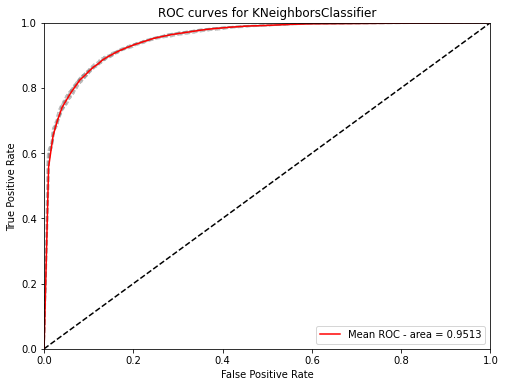 ROC curves for KNeighborsClassifier
True Positive Rate
1.0
0.8
0.6
0.4
0.2
0.0
Mean ROC - area = 0.9513
0.0 0.2 0.4 0.6 0.8 1.0
False Positive Rate